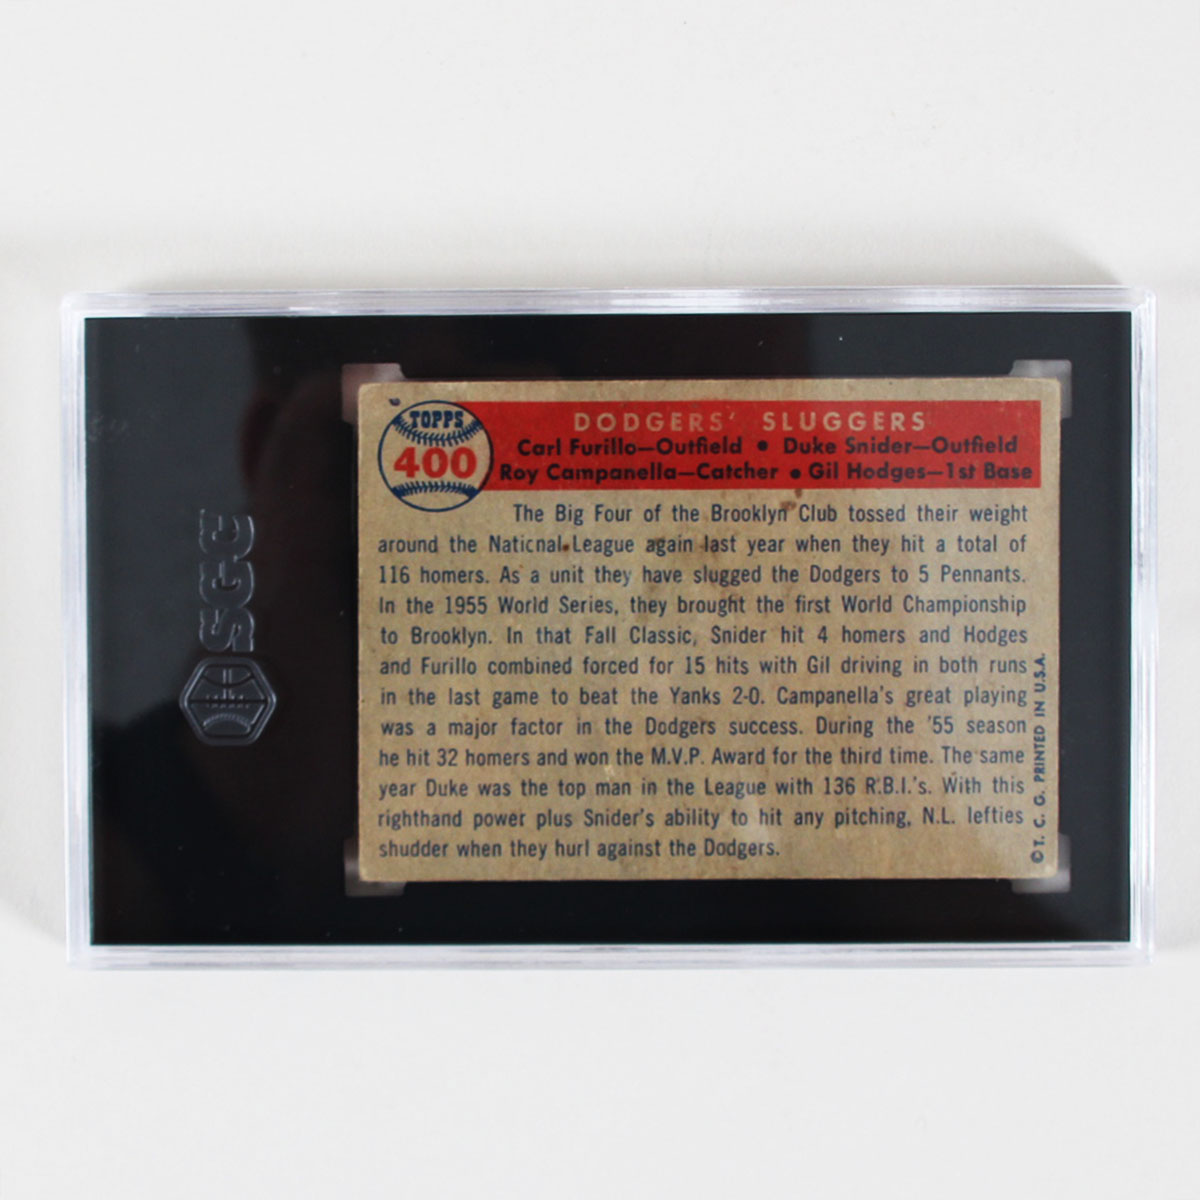 SGC
TOPPS
400
DODGERS' SLUGGERS
Carl Furillo—Outfield • Duke Snider—Outfield
Roy Campanella—Catcher • Gil Hodges—1st Base
The Big Four of the Brooklyn Club tossed their weight
around the National League again last year when they hit a total of
116 homers. As a unit they have slugged the Dodgers to 5 Pennants.
In the 1955 World Series, they brought the first World Championship
to Brooklyn. In that Fall Classic, Snider hit 4 homers and Hodges
and Furillo combined forced for 15 hits with Gil driving in both runs
in the last game to beat the Yanks 2-0. Campanella's great playing
was a major factor in the Dodgers success. During the '55 season
he hit 32 homers and won the M.V.P. Award for the third time. The same
year Duke was the top man in the League with 136 R.B.I.'s. With this
righthand power plus Snider's ability to hit any pitching, N.L. lefties
shudder when they hurl against the Dodgers.
© T. C. G. PRINTED IN U.S.A.